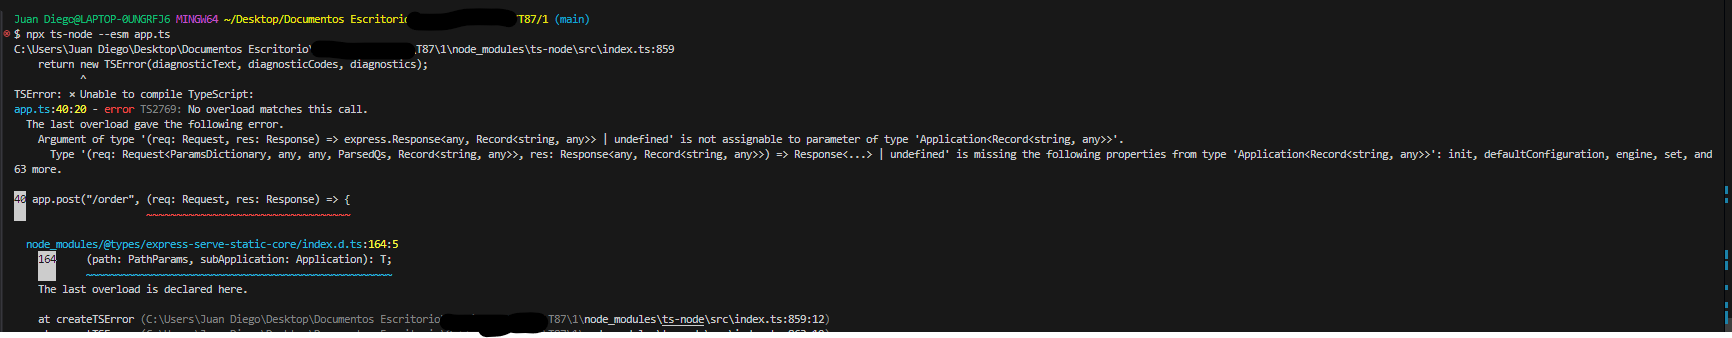 Juan Diego@LAPTOP-0UNGRFJ6 MINGW64 ~/Desktop/Documentos Escritorio T87/1 (main)
$ npx ts-node --esm app.ts
C:\Users\Juan Diego\Desktop\Documentos Escritorio\ T87\1\node_modules\ts-node\src\index.ts:859
    return new TSError(diagnosticText, diagnosticCodes, diagnostics);
           ^
TSError: ⨯ Unable to compile TypeScript:
app.ts:40:20 - error TS2769: No overload matches this call.
  The last overload gave the following error.
    Argument of type '(req: Request, res: Response) => express.Response<any, Record<string, any>> | undefined' is not assignable to parameter of type 'Application<Record<string, any>>'.
      Type '(req: Request<ParamsDictionary, any, any, ParsedQs, Record<string, any>>, res: Response<any, Record<string, any>>) => Response<...> | undefined' is missing the following properties from type 'Application<Record<string, any>>': init, defaultConfiguration, engine, set, and
63 more.
40 app.post("/order", (req: Request, res: Response) => {
                      ~~~~~~~~~~~~~~~~~~~~~~~~~~~~~~~~~~
  node_modules/@types/express-serve-static-core/index.d.ts:164:5
    164     (path: PathParams, subApplication: Application): T;
            ~~~~~~~~~~~~~~~~~~~~~~~~~~~~~~~~~~~~~~~~~~~~~~~~~~~
    The last overload is declared here.
    at createTSError (C:\Users\Juan Diego\Desktop\Documentos Escritorio T87\1\node_modules\ts-node\src\index.ts:859:12)